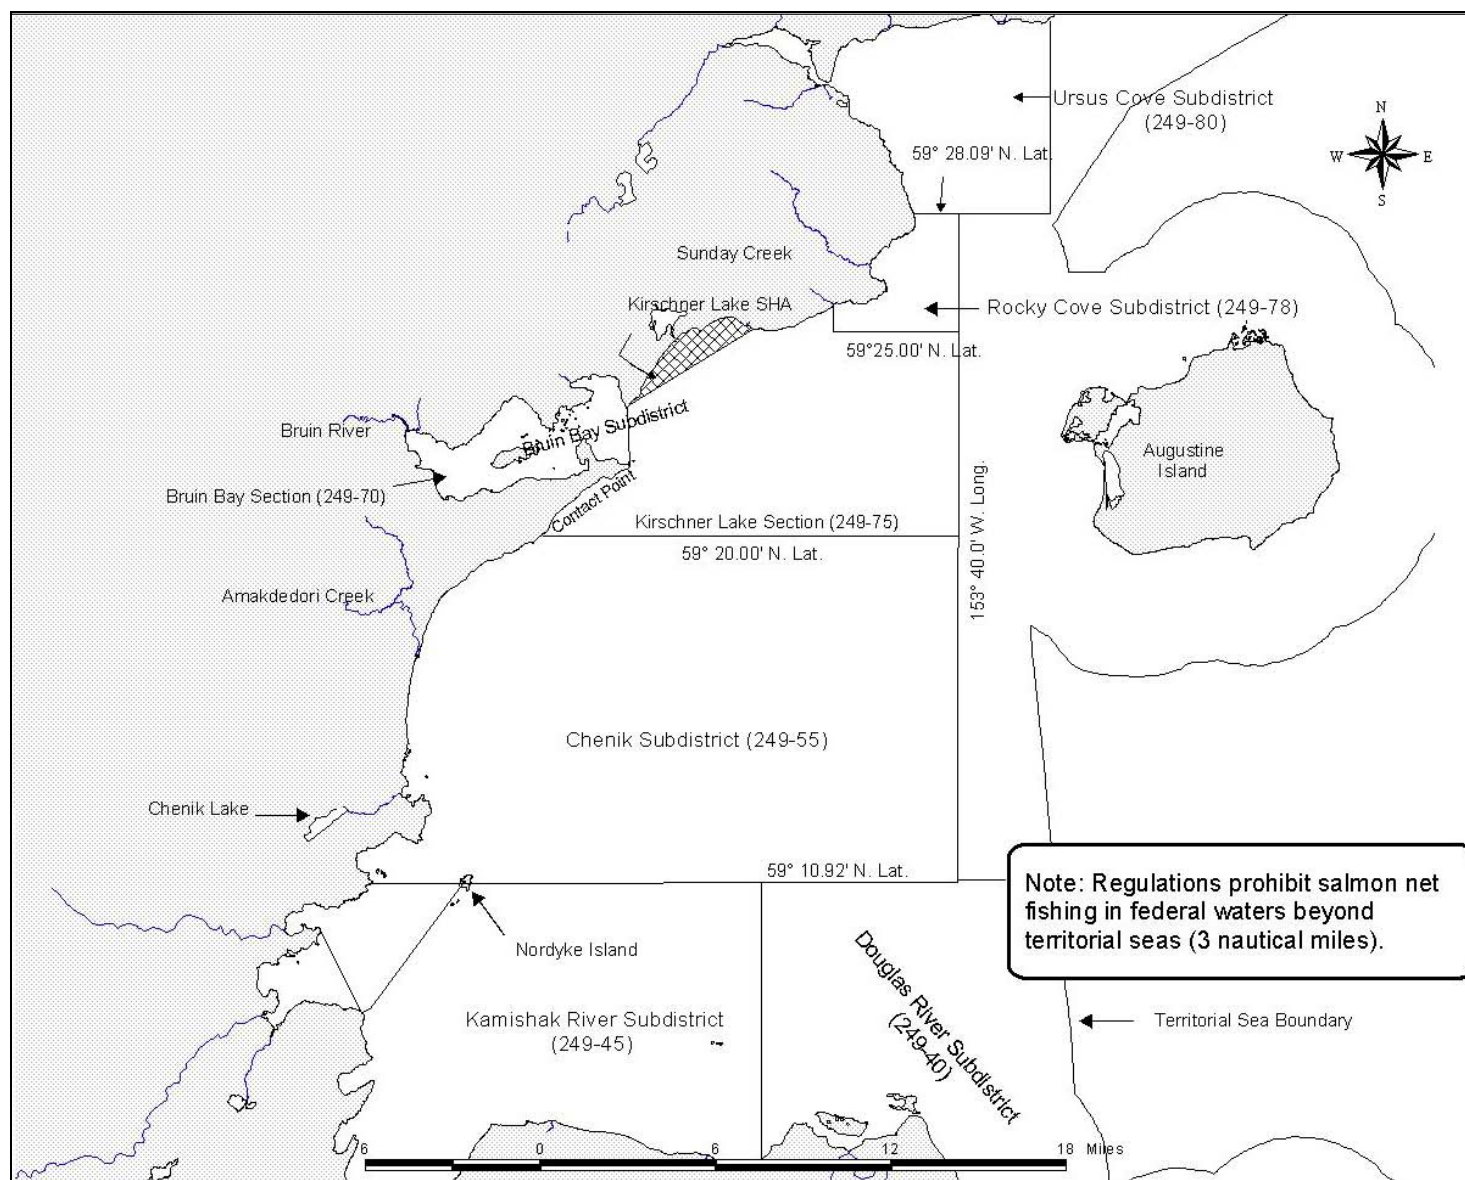 Ursus Cove Subdistrict
(249-80)
N
W
E
S
59° 28.09' N. Lat.
Sunday Creek
Kirschner Lake SHA
Rocky Cove Subdistrict (249-78)
59°25.00' N. Lat.
Bruin Bay Subdistrict
Bruin River
Augustine
Island
Bruin Bay Section (249-70)
Contact Point
Kirschner Lake Section (249-75)
59° 20.00' N. Lat.
153° 40.0' W. Long.
Amakdedori Creek
Chenik Subdistrict (249-55)
Chenik Lake
59° 10.92' N. Lat.
Note: Regulations prohibit salmon net
fishing in federal waters beyond
territorial seas (3 nautical miles).
Nordyke Island
Douglas River Subdistrict
(249-40)
Kamishak River Subdistrict
(249-45)
Territorial Sea Boundary
6 0 6 12 18 Miles